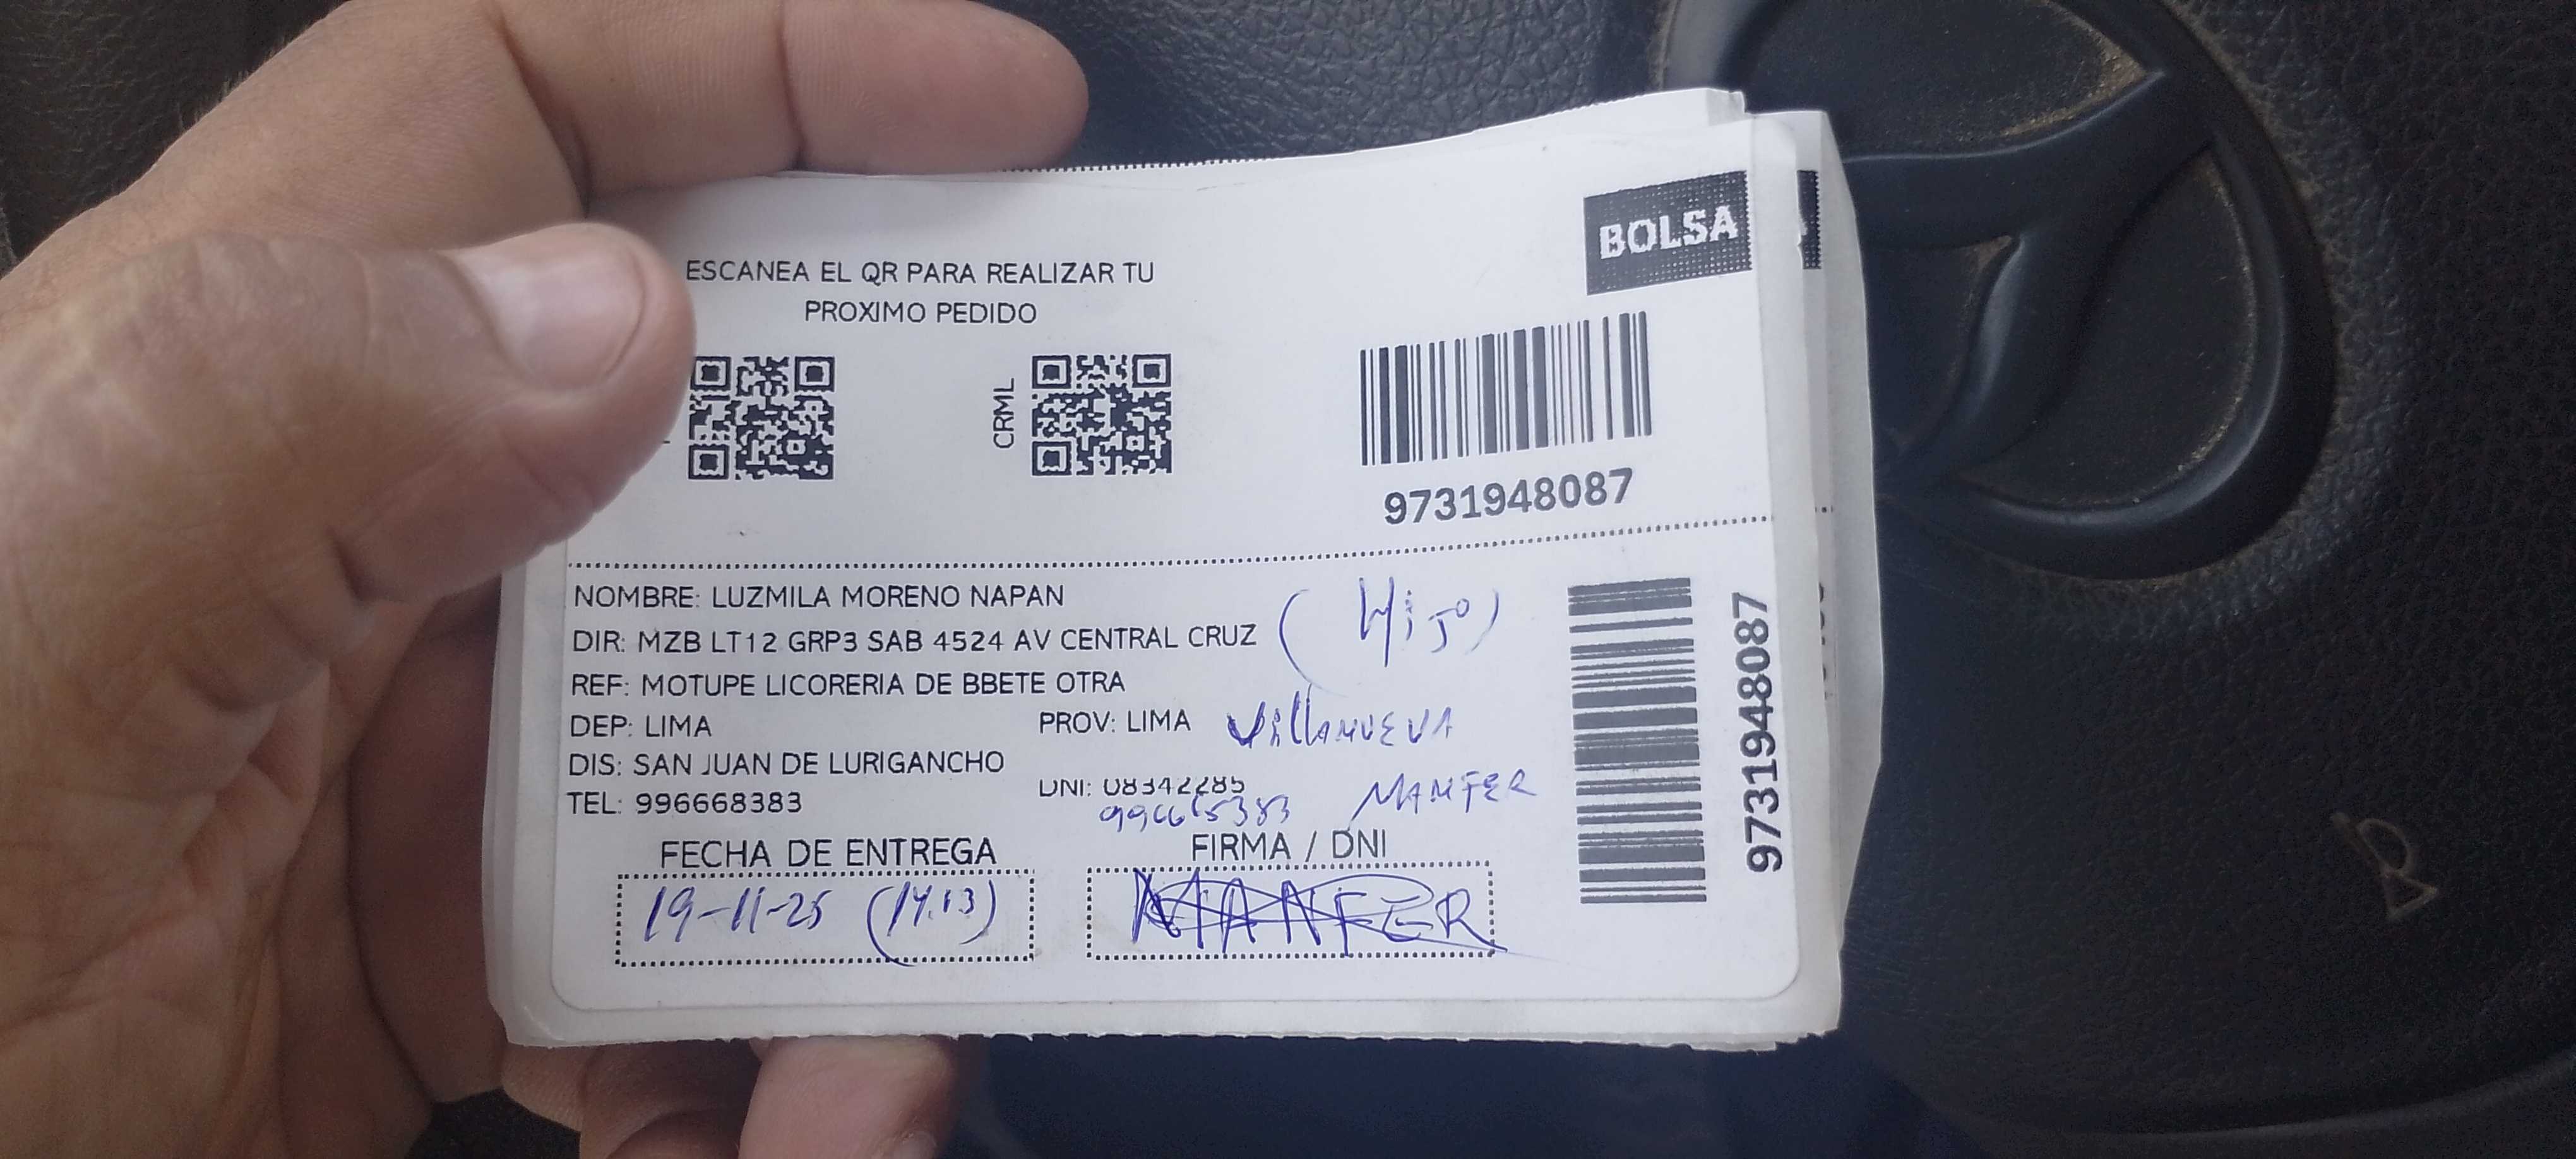 BOLSA
ESCANEA EL QR PARA REALIZAR TU
PROXIMO PEDIDO
CRML
9731948087
NOMBRE: LUZMILA MORENO NAPAN
(Hijo)
DIR: MZB LT12 GRP3 SAB 4524 AV CENTRAL CRUZ
REF: MOTUPE LICORERIA DE BBETE OTRA
DEP: LIMA PROV: LIMA
VillANUEVA
DIS: SAN JUAN DE LURIGANCHO
DNI: 08342285
MANFER
TEL: 996668383
FECHA DE ENTREGA
FIRMA / DNI
19-11-25 (14.13)
MANFER
9731948087